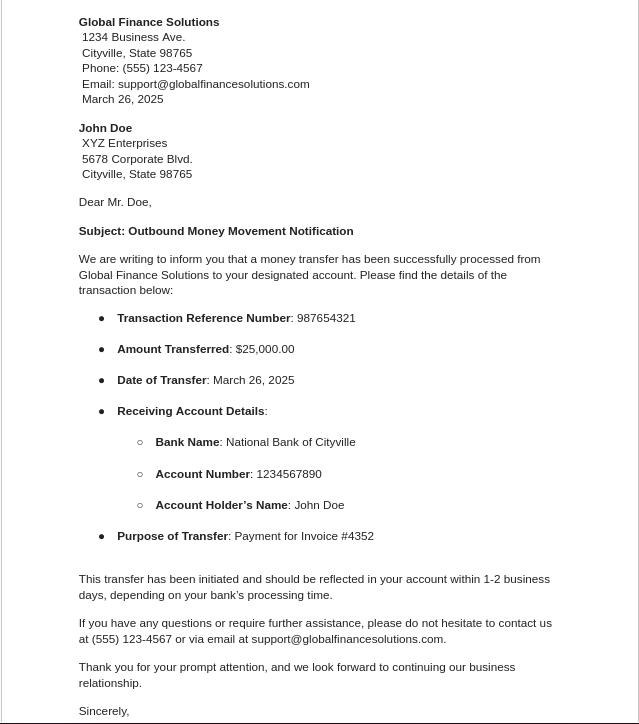 Global Finance Solutions
1234 Business Ave.
Cityville, State 98765
Phone: (555) 123-4567
Email: support@globalfinancesolutions.com
March 26, 2025
John Doe
XYZ Enterprises
5678 Corporate Blvd.
Cityville, State 98765
Dear Mr. Doe,
Subject: Outbound Money Movement Notification
We are writing to inform you that a money transfer has been successfully processed from
Global Finance Solutions to your designated account. Please find the details of the
transaction below:
● Transaction Reference Number: 987654321
● Amount Transferred: $25,000.00
● Date of Transfer: March 26, 2025
● Receiving Account Details:
○ Bank Name: National Bank of Cityville
○ Account Number: 1234567890
○ Account Holder’s Name: John Doe
● Purpose of Transfer: Payment for Invoice #4352
This transfer has been initiated and should be reflected in your account within 1-2 business
days, depending on your bank’s processing time.
If you have any questions or require further assistance, please do not hesitate to contact us
at (555) 123-4567 or via email at support@globalfinancesolutions.com.
Thank you for your prompt attention, and we look forward to continuing our business
relationship.
Sincerely,